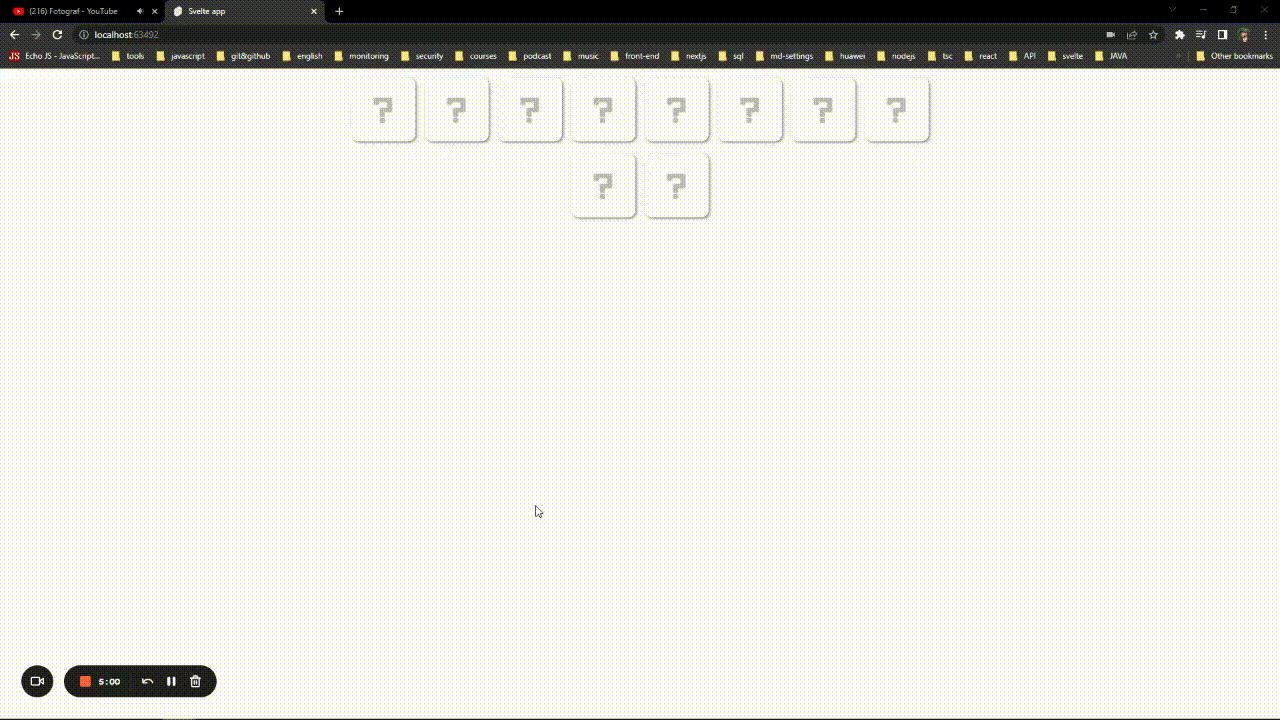 (216) Fotograf - YouTube
Svelte app
localhost:63492
JS Echo JS - JavaScript... tools javascript git&github english monitoring security courses podcast music front-end nextjs sql md-settings huawei nodejs tsc react API svelte JAVA » Other bookmarks
? ? ? ? ? ? ? ?
? ?
5:00